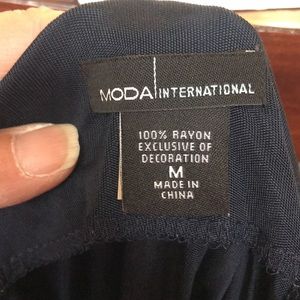 MODA INTERNATIONAL
100% RAYON
EXCLUSIVE OF
DECORATION
M
MADE IN
CHINA